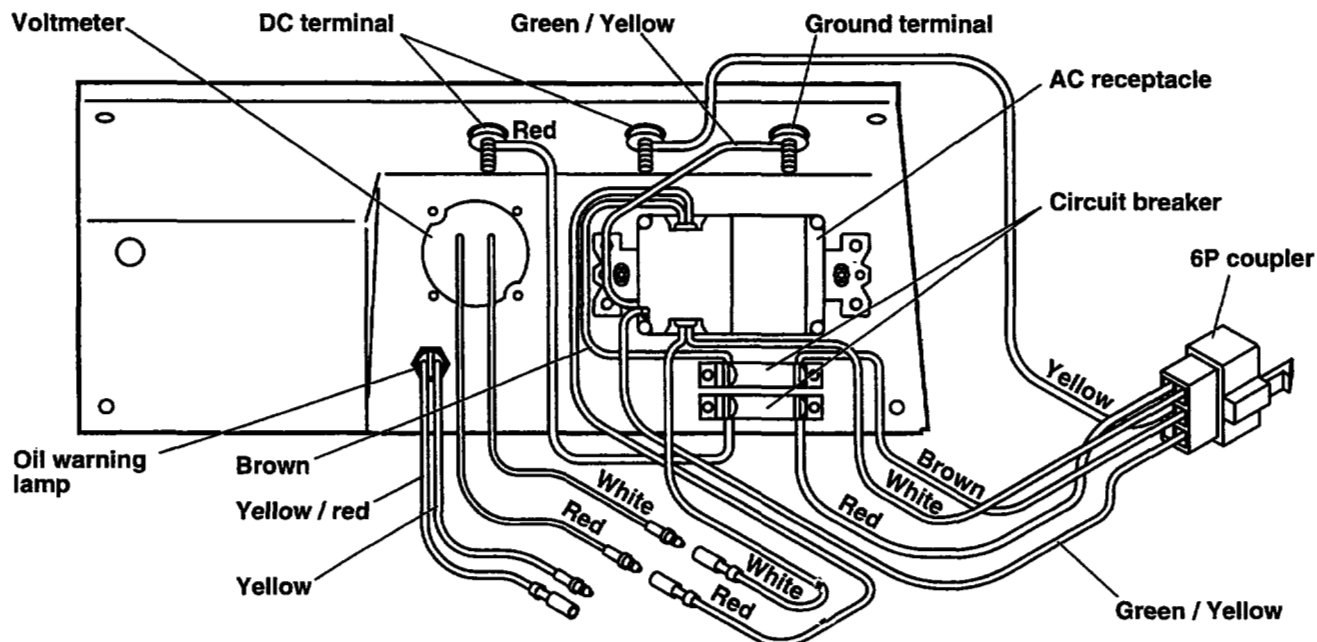 Voltmeter
DC terminal
Green / Yellow
Ground terminal
AC receptacle
Red
Circuit breaker
6P coupler
Yellow
Oil warning
lamp
Brown
Yellow / red
Yellow
White
Red
Brown
White
Red
White
Red
Green / Yellow